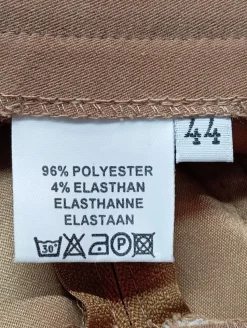 44
96% POLYESTER
4% ELASTHAN
ELASTHANNE
ELASTAAN
30°
P